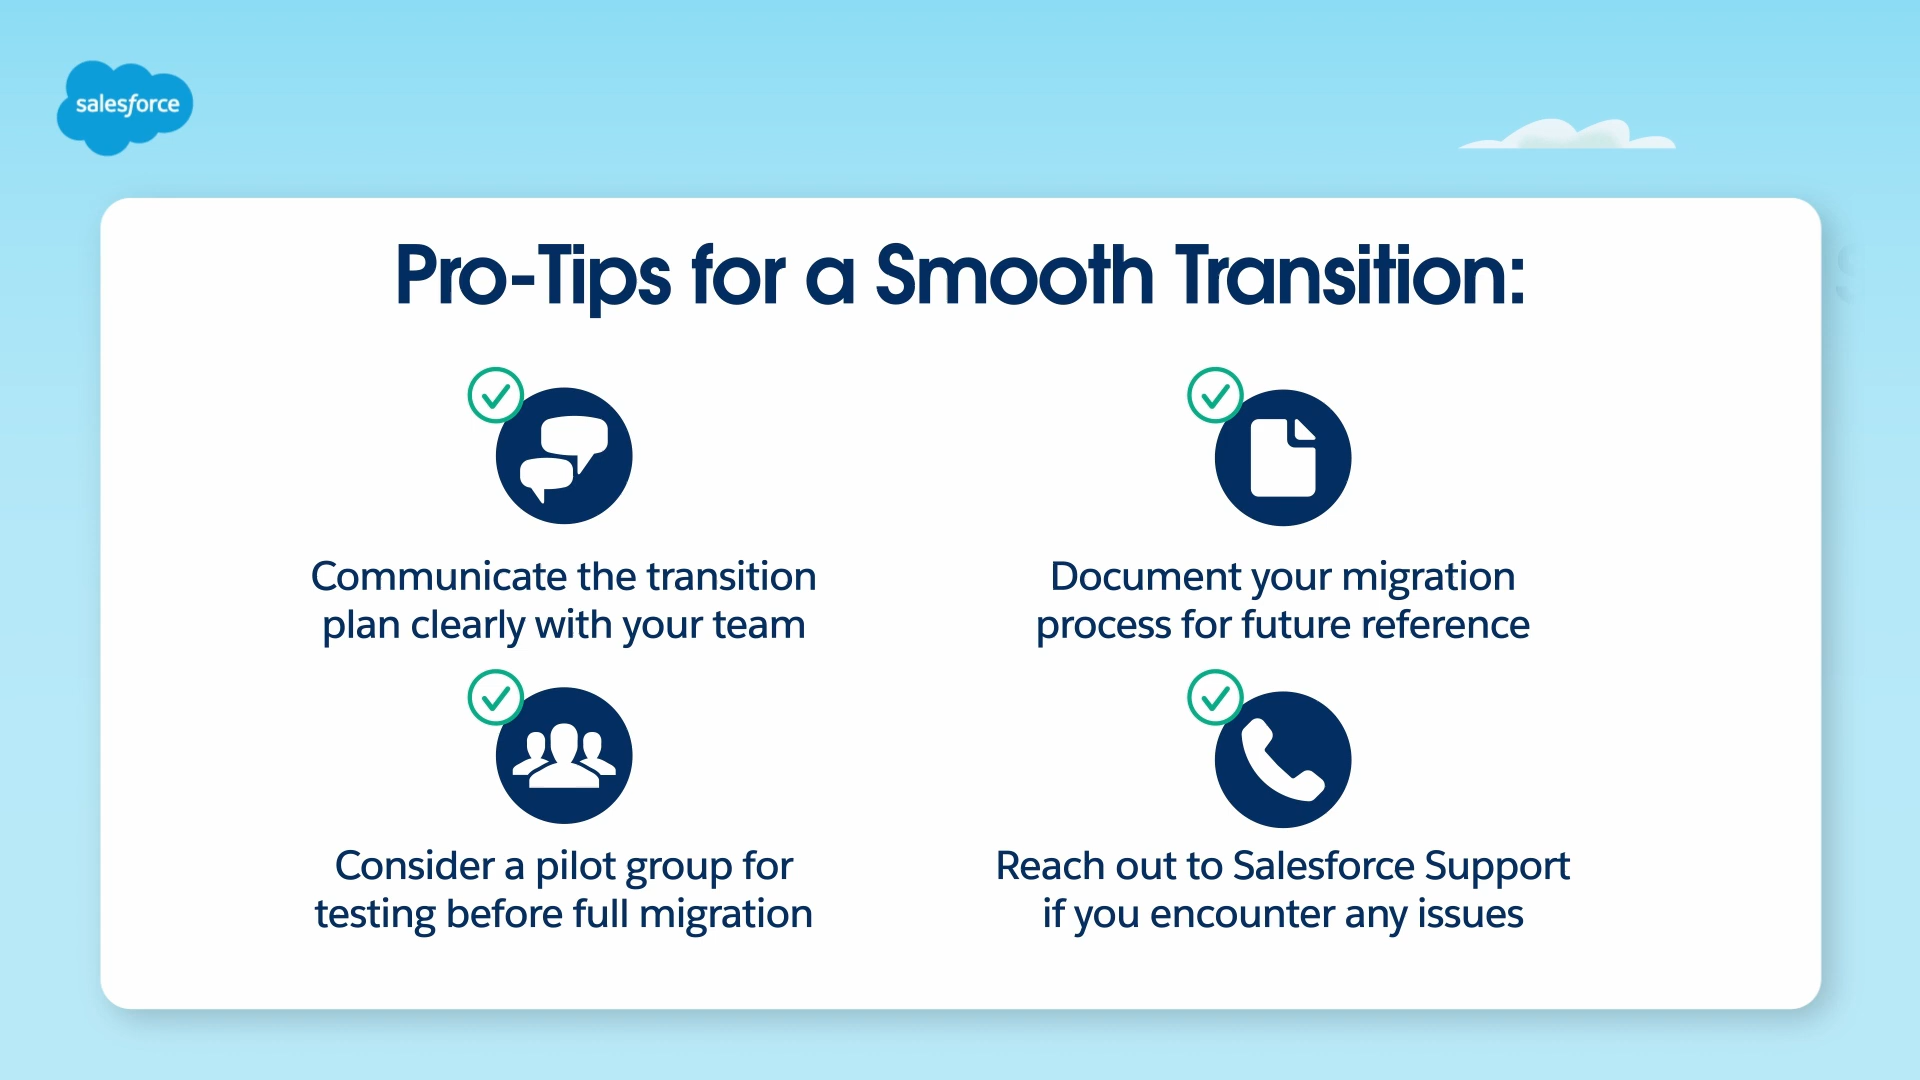 salesforce
Pro-Tips for a Smooth Transition:
Communicate the transition
plan clearly with your team
Document your migration
process for future reference
Consider a pilot group for
testing before full migration
Reach out to Salesforce Support
if you encounter any issues